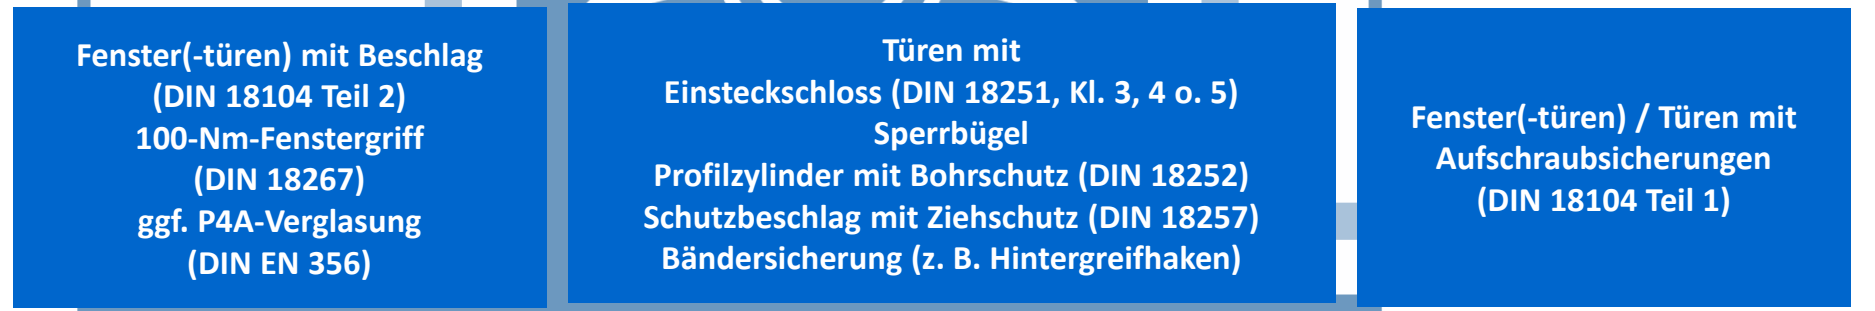 Fenster(-türen) mit Beschlag
(DIN 18104 Teil 2)
100-Nm-Fenstergriff
(DIN 18267)
ggf. P4A-Verglasung
(DIN EN 356)
Türen mit
Einsteckschloss (DIN 18251, Kl. 3, 4 o. 5)
Sperrbügel
Profilzylinder mit Bohrschutz (DIN 18252)
Schutzbeschlag mit Ziehschutz (DIN 18257)
Bändersicherung (z. B. Hintergreifhaken)
Fenster(-türen) / Türen mit
Aufschraubsicherungen
(DIN 18104 Teil 1)